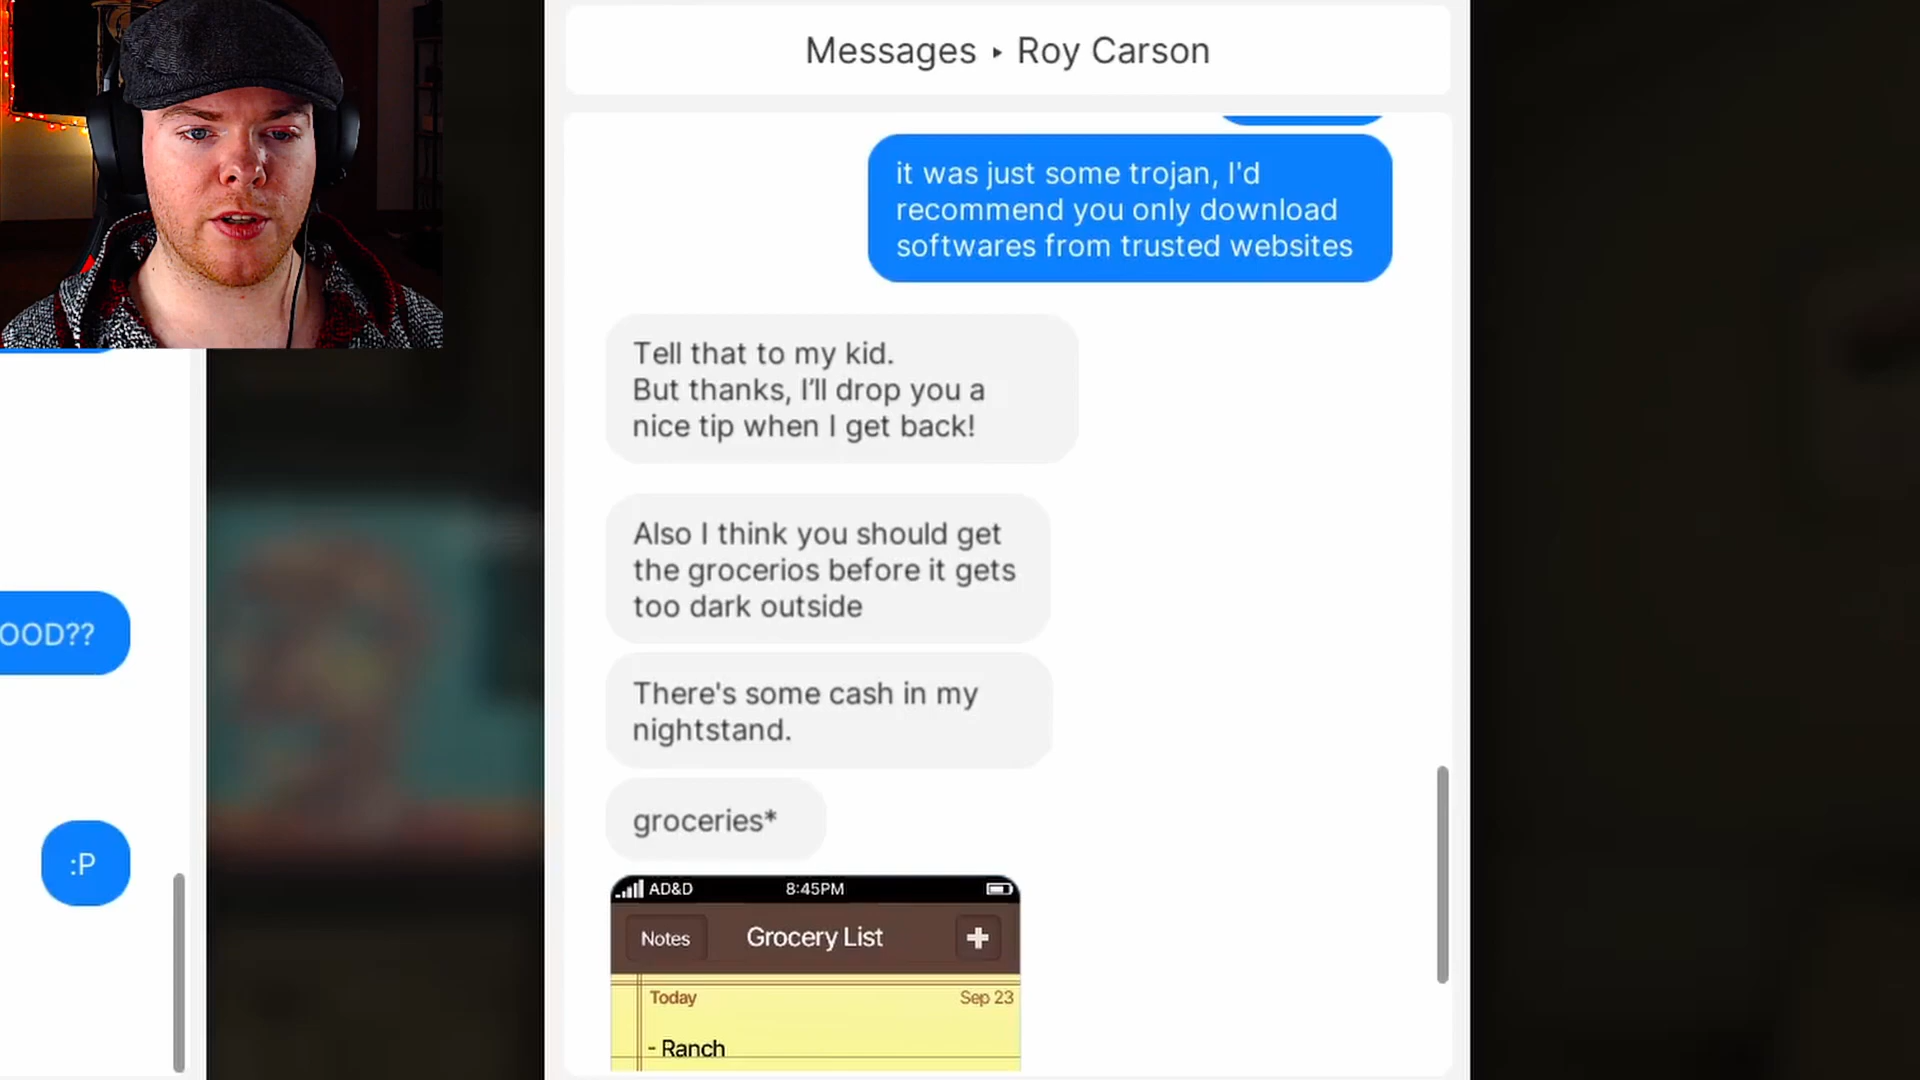 Messages ▸ Roy Carson
it was just some trojan, I'd
recommend you only download
softwares from trusted websites
Tell that to my kid.
But thanks, I'll drop you a
nice tip when I get back!
Also I think you should get
the grocerios before it gets
too dark outside
There's some cash in my
nightstand.
groceries*
AD&D 8:45PM
Notes Grocery List +
Today Sep 23
- Ranch
OOD??
:P